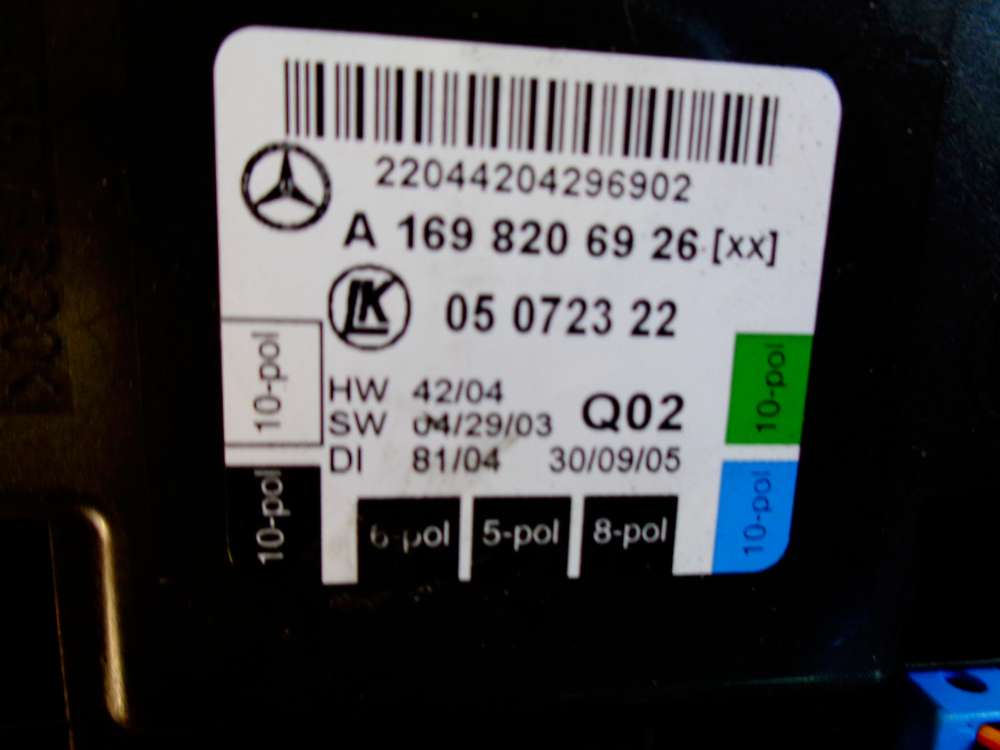 22044204296902
A 169 820 69 26 [xx]
LK
05 0723 22
10-pol
HW 42/04
SW 04/29/03
Q02
DI 81/04 30/09/05
10-pol
10-pol
6-pol
5-pol
8-pol
10-pol